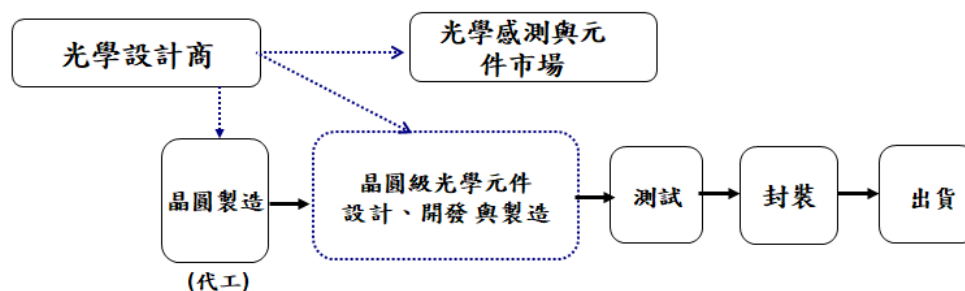 光學設計商
光學感測與元
件市場
晶圓製造
晶圓級光學元件
設計、開發與製造
測試
封裝
出貨
(代工)